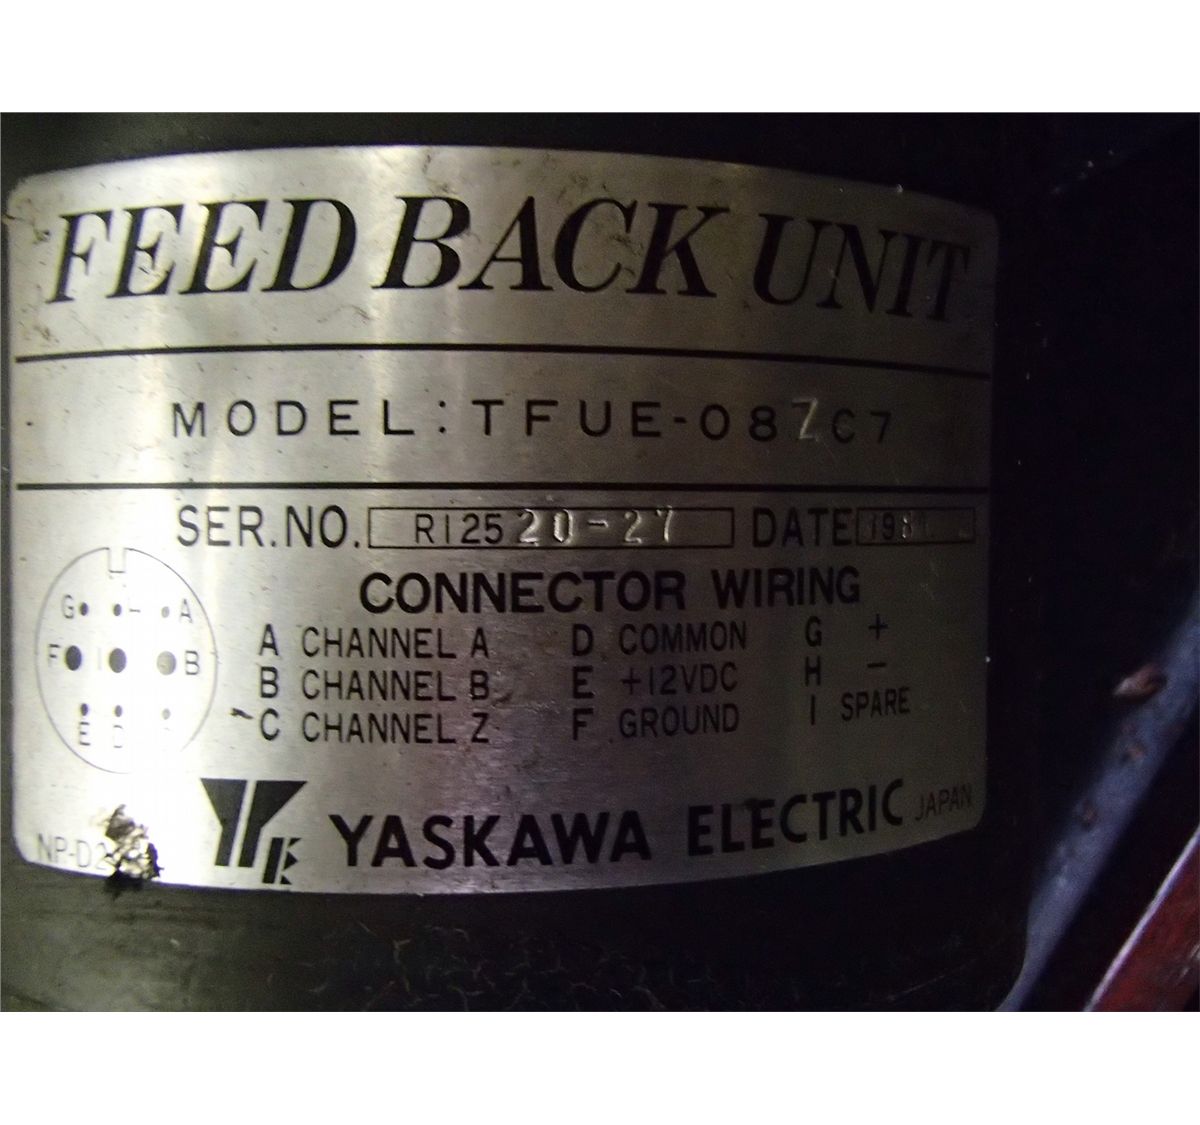 FEED BACK UNIT
MODEL: TFUE-08ZC7
SER.NO. R12520-27 DATE
CONNECTOR WIRING
A CHANNEL A D COMMON G +
B CHANNEL B E +12VDC H −
C CHANNEL Z F GROUND I SPARE
G A
F I B
E D
YASKAWA ELECTRIC JAPAN